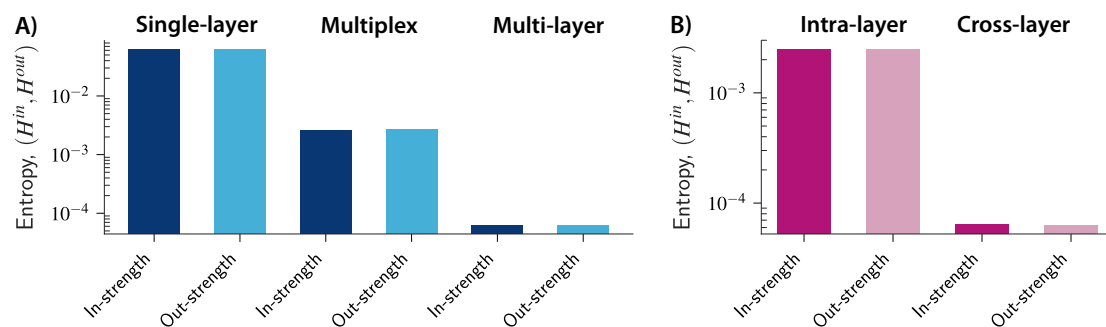 A)
Single-layer
Multiplex
Multi-layer
Entropy, (H^{in}, H^{out})
10^{-2}
10^{-3}
10^{-4}
In-strength
Out-strength
In-strength
Out-strength
In-strength
Out-strength
B)
Intra-layer
Cross-layer
Entropy, (H^{in}, H^{out})
10^{-3}
10^{-4}
In-strength
Out-strength
In-strength
Out-strength